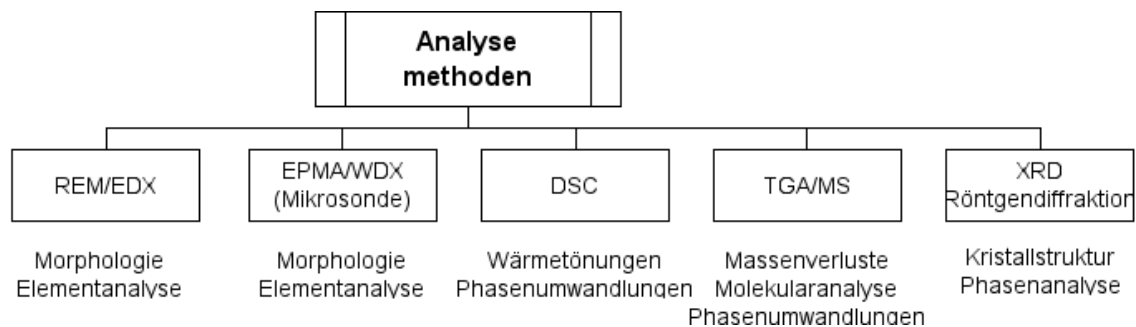 Analyse
methoden
REM/EDX
EPMA/WDX
(Mikrosonde)
DSC
TGA/MS
XRD
Röntgendiffraktion
Morphologie
Elementanalyse
Morphologie
Elementanalyse
Wärmetönungen
Phasenumwandlungen
Massenverluste
Molekularanalyse
Phasenumwandlungen
Kristallstruktur
Phasenanalyse